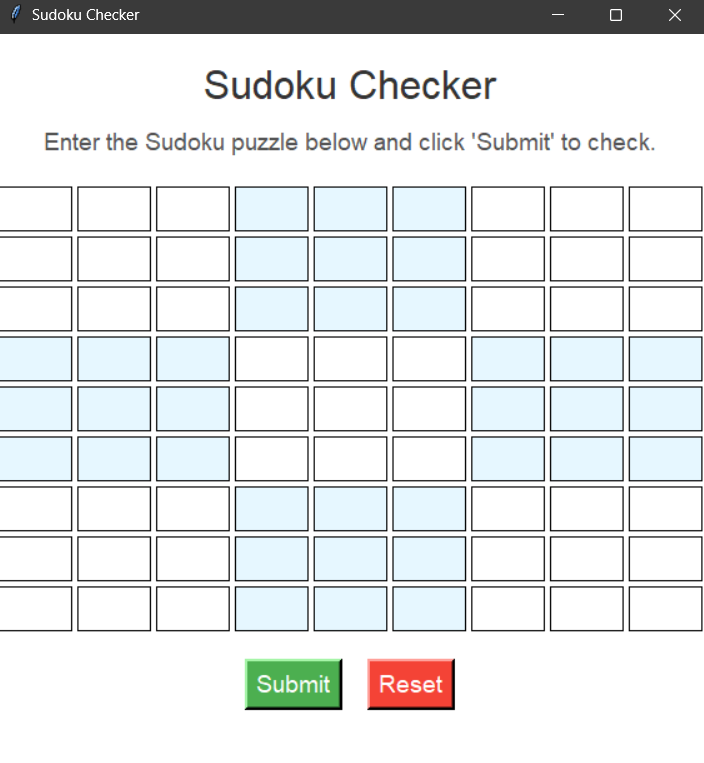 Sudoku Checker
Sudoku Checker
Enter the Sudoku puzzle below and click 'Submit' to check.
Submit
Reset